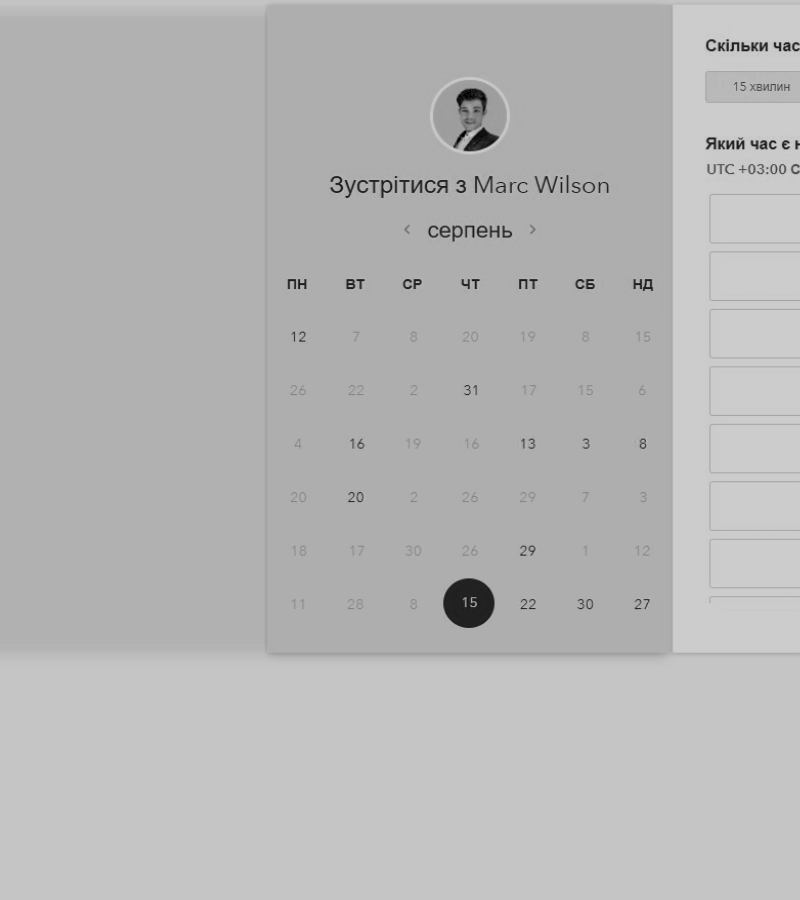 Скільки час
15 хвилин
Який час є н
UTC +03:00 С
Зустрітися з Marc Wilson
серпень
ПН ВТ СР ЧТ ПТ СБ НД
12 7 8 20 19 8 15
26 22 2 31 17 15 6
4 16 19 16 13 3 8
20 20 2 26 29 7 3
18 17 30 26 29 1 12
11 28 8 15 22 30 27